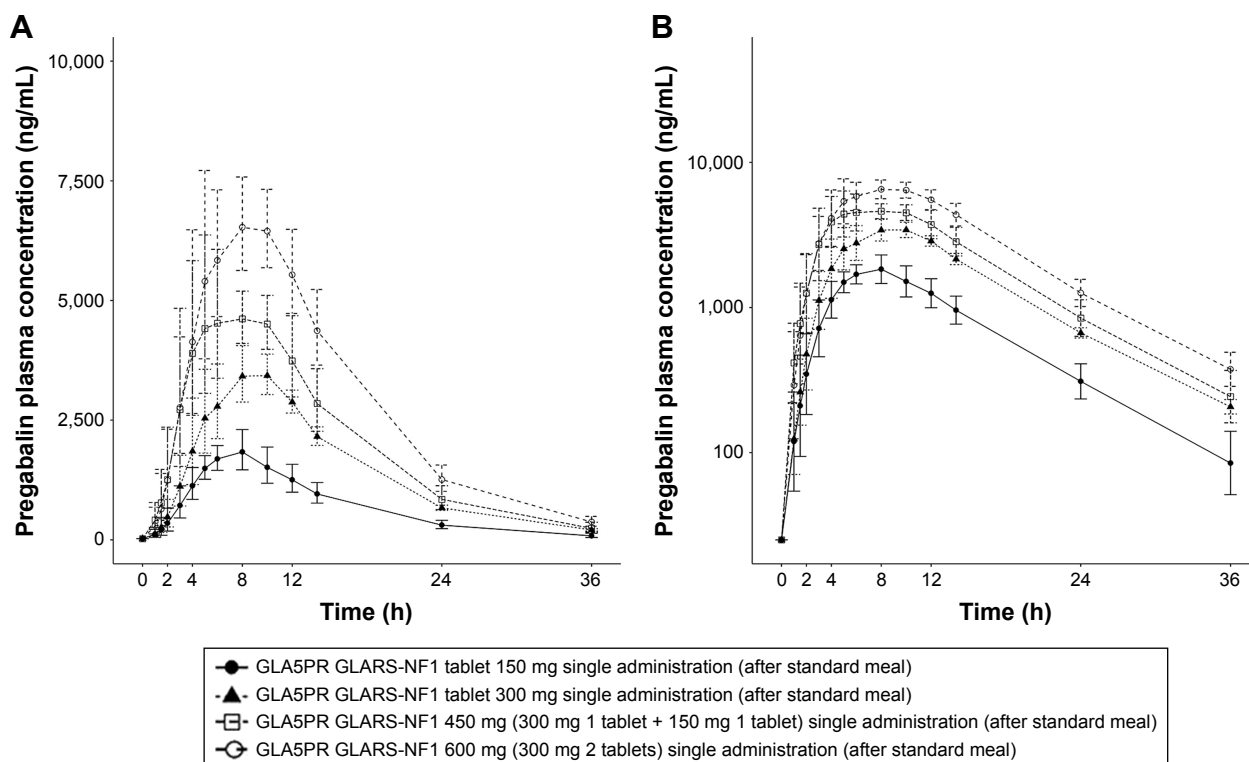 A
Pregabalin plasma concentration (ng/mL)
10,000
7,500
5,000
2,500
0
0 2 4 8 12 24 36
Time (h)
B
Pregabalin plasma concentration (ng/mL)
10,000
1,000
100
0 2 4 8 12 24 36
Time (h)
GLA5PR GLARS-NF1 tablet 150 mg single administration (after standard meal)
GLA5PR GLARS-NF1 tablet 300 mg single administration (after standard meal)
GLA5PR GLARS-NF1 450 mg (300 mg 1 tablet + 150 mg 1 tablet) single administration (after standard meal)
GLA5PR GLARS-NF1 600 mg (300 mg 2 tablets) single administration (after standard meal)